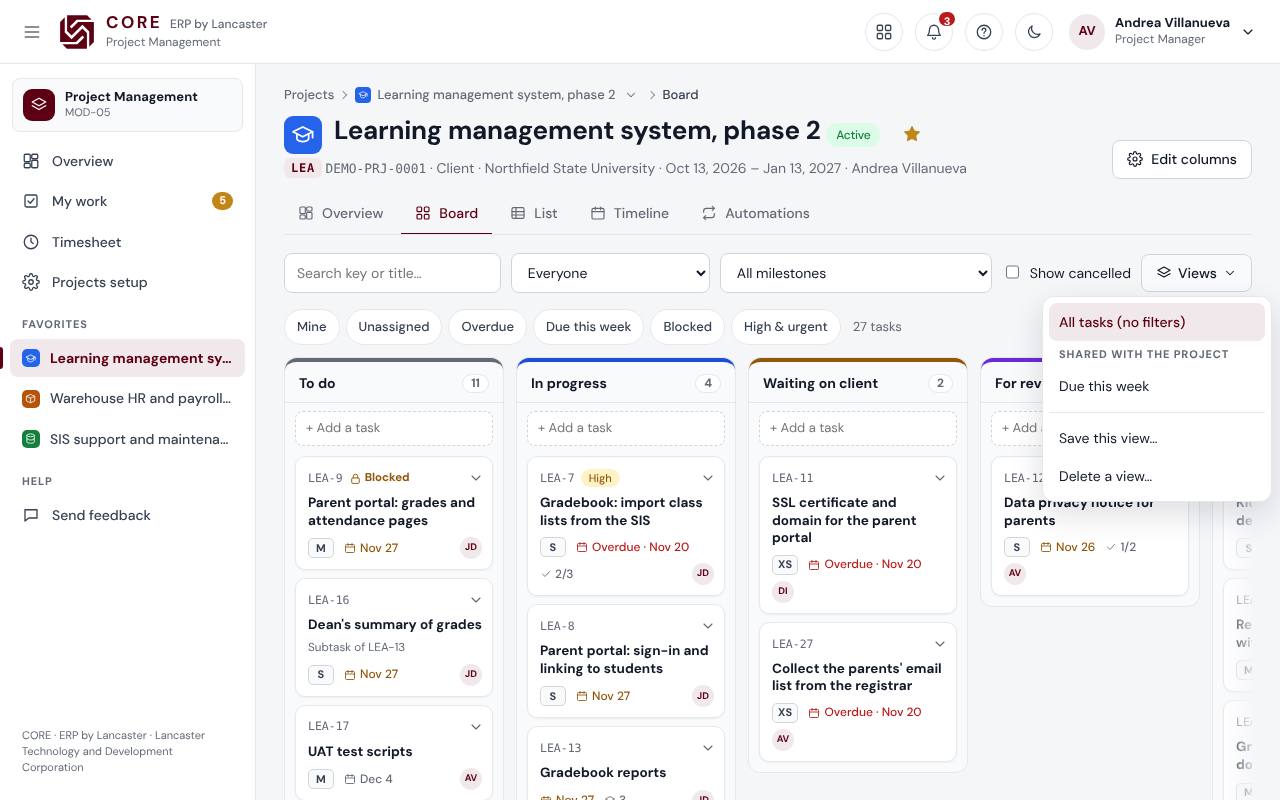 CORE ERP by Lancaster
Project Management
3
AV
Andrea Villanueva
Project Manager
Project Management
MOD-05
Overview
My work 5
Timesheet
Projects setup
FAVORITES
Learning management sy...
Warehouse HR and payroll...
SIS support and maintena...
HELP
Send feedback
CORE · ERP by Lancaster · Lancaster
Technology and Development
Corporation
Projects > Learning management system, phase 2 > Board
Learning management system, phase 2 Active
LEA DEMO-PRJ-0001 · Client · Northfield State University · Oct 13, 2026 – Jan 13, 2027 · Andrea Villanueva
Edit columns
Overview Board List Timeline Automations
Search key or title... Everyone All milestones Show cancelled Views
Mine Unassigned Overdue Due this week Blocked High & urgent 27 tasks
All tasks (no filters)
SHARED WITH THE PROJECT
Due this week
Save this view...
Delete a view...
To do 11
+ Add a task
LEA-9 Blocked
Parent portal: grades and
attendance pages
M Nov 27 JD
LEA-16
Dean's summary of grades
Subtask of LEA-13
S Nov 27 JD
LEA-17
UAT test scripts
M Dec 4 AV
In progress 4
+ Add a task
LEA-7 High
Gradebook: import class
lists from the SIS
S Overdue · Nov 20
2/3 JD
LEA-8
Parent portal: sign-in and
linking to students
S Nov 27 JD
LEA-13
Gradebook reports
Nov 27 3
Waiting on client 2
+ Add a task
LEA-11
SSL certificate and
domain for the parent
portal
XS Overdue · Nov 20
DI
LEA-27
Collect the parents' email
list from the registrar
XS Overdue · Nov 20
AV
For rev
+ Add a
LEA-12
Data privacy notice for
parents
S Nov 26 1/2
AV
de
S
LE
Re
wi
M
LE
Gr
do
M